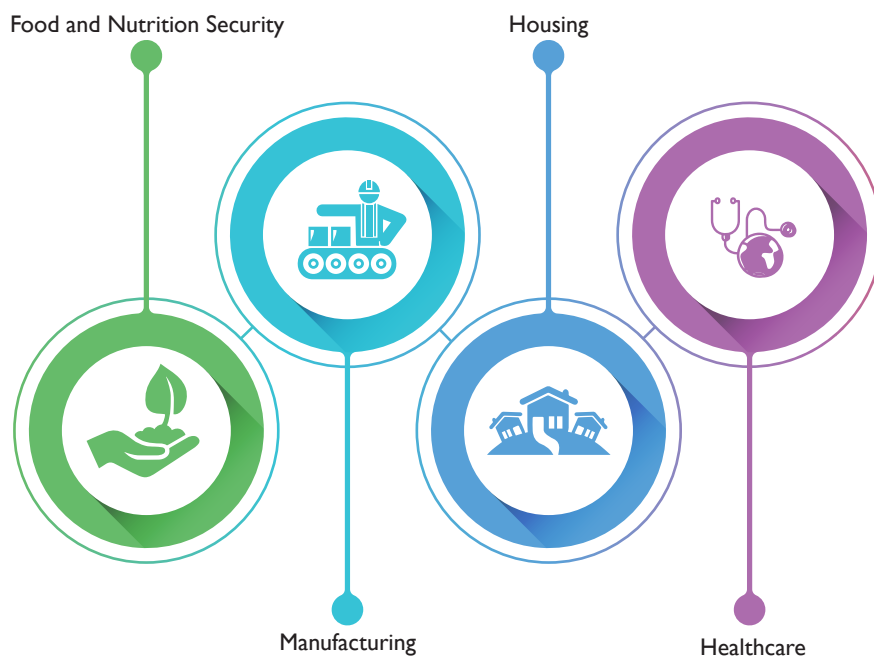 Food and Nutrition Security
Housing
Manufacturing
Healthcare